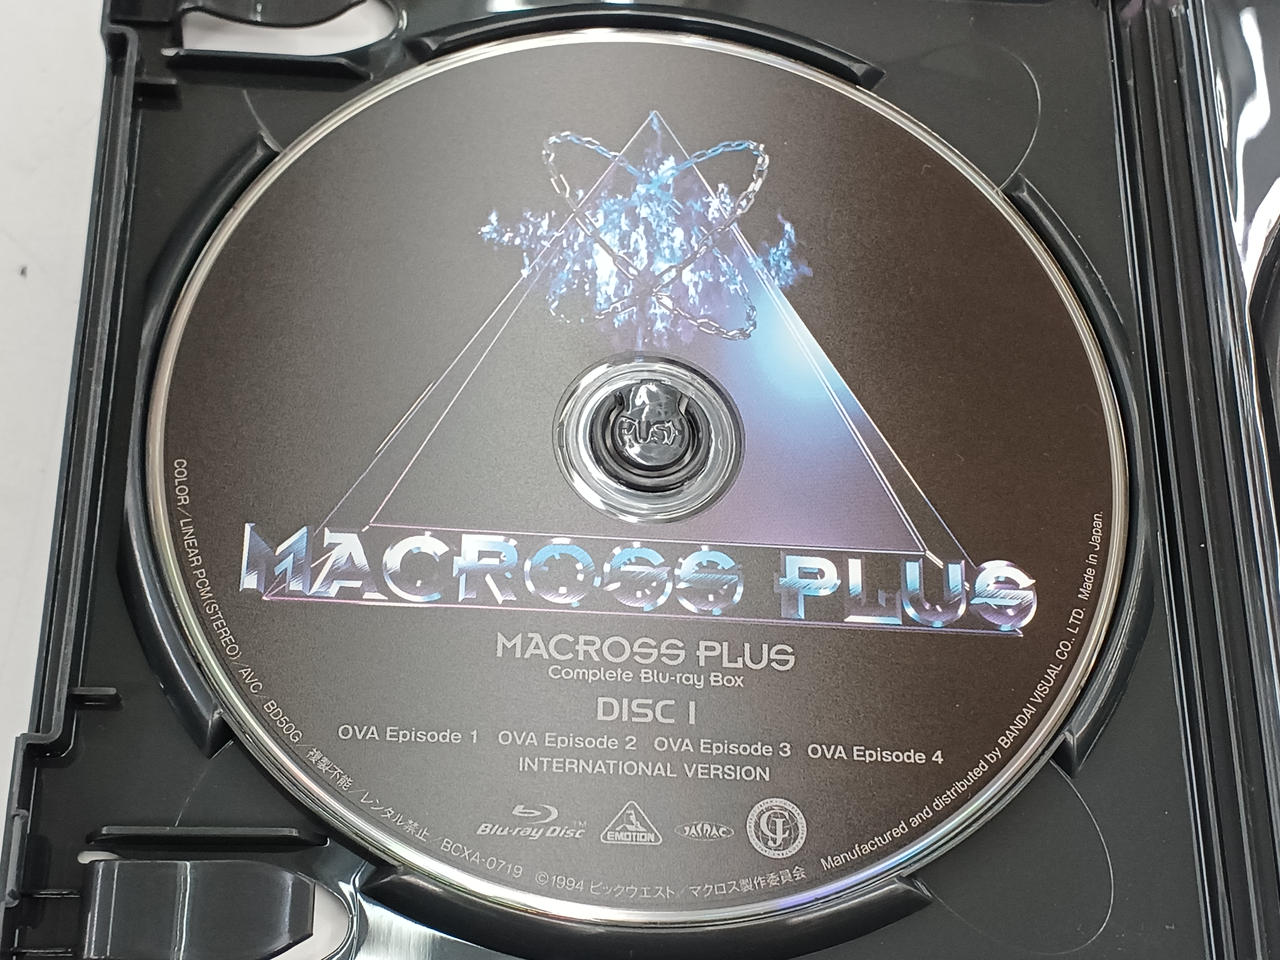 PUSH
MACROSS PLUS
MACROSS PLUS
Complete Blu-ray Box
DISC 1
OVA Episode 1 OVA Episode 2 OVA Episode 3 OVA Episode 4
INTERNATIONAL VERSION
Blu-ray Disc™
EMOTION
JASRAC
COLOR/LINEAR PCM(STEREO)/AVC/BD50G/複製不能/レンタル禁止/BCXA-0719 ©1994 ビックウエスト/マクロス製作委員会
Manufactured and distributed by BANDAI VISUAL CO., LTD. Made in Japan.